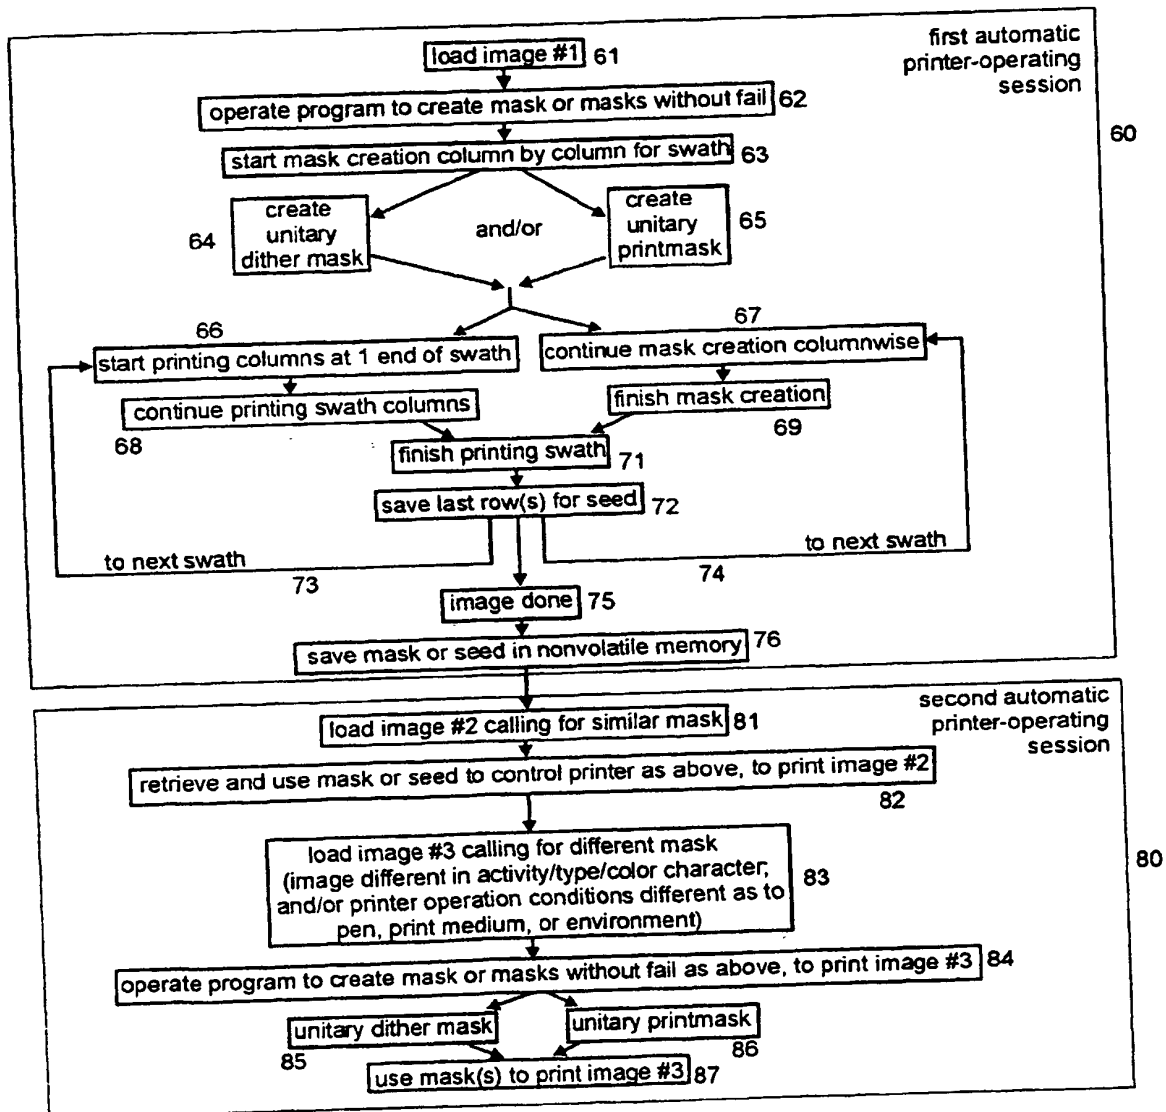 first automatic
printer-operating
session
60
load image #1 61
operate program to create mask or masks without fail 62
start mask creation column by column for swath 63
64
create
unitary
dither mask
and/or
create
unitary
printmask
65
66
start printing columns at 1 end of swath
67
continue mask creation columnwise
continue printing swath columns
68
finish mask creation
69
finish printing swath 71
save last row(s) for seed 72
to next swath
73
to next swath
74
image done 75
save mask or seed in nonvolatile memory 76
second automatic
printer-operating
session
80
load image #2 calling for similar mask 81
retrieve and use mask or seed to control printer as above, to print image #2
82
load image #3 calling for different mask
(image different in activity/type/color character;
and/or printer operation conditions different as to
pen, print medium, or environment)
83
operate program to create mask or masks without fail as above, to print image #3 84
unitary dither mask
85
unitary printmask
86
use mask(s) to print image #3 87